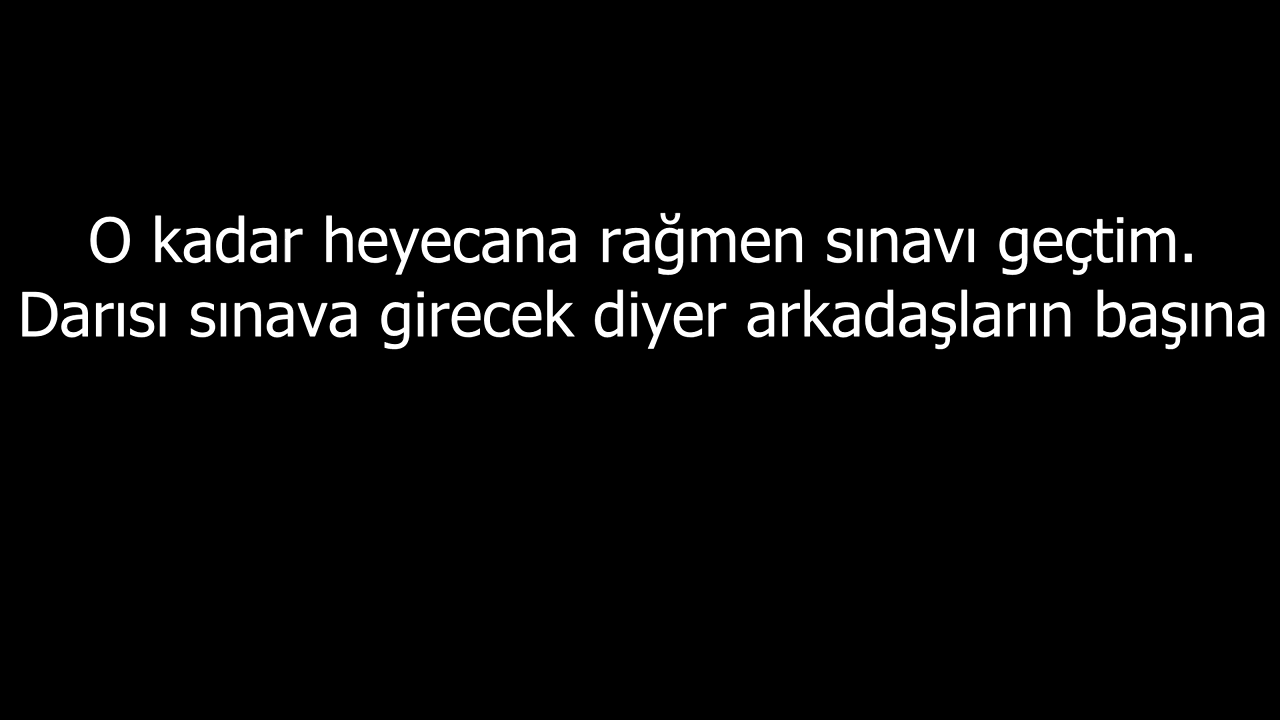 O kadar heyecana rağmen sınavı geçtim.
Darısı sınava girecek diyer arkadaşların başına